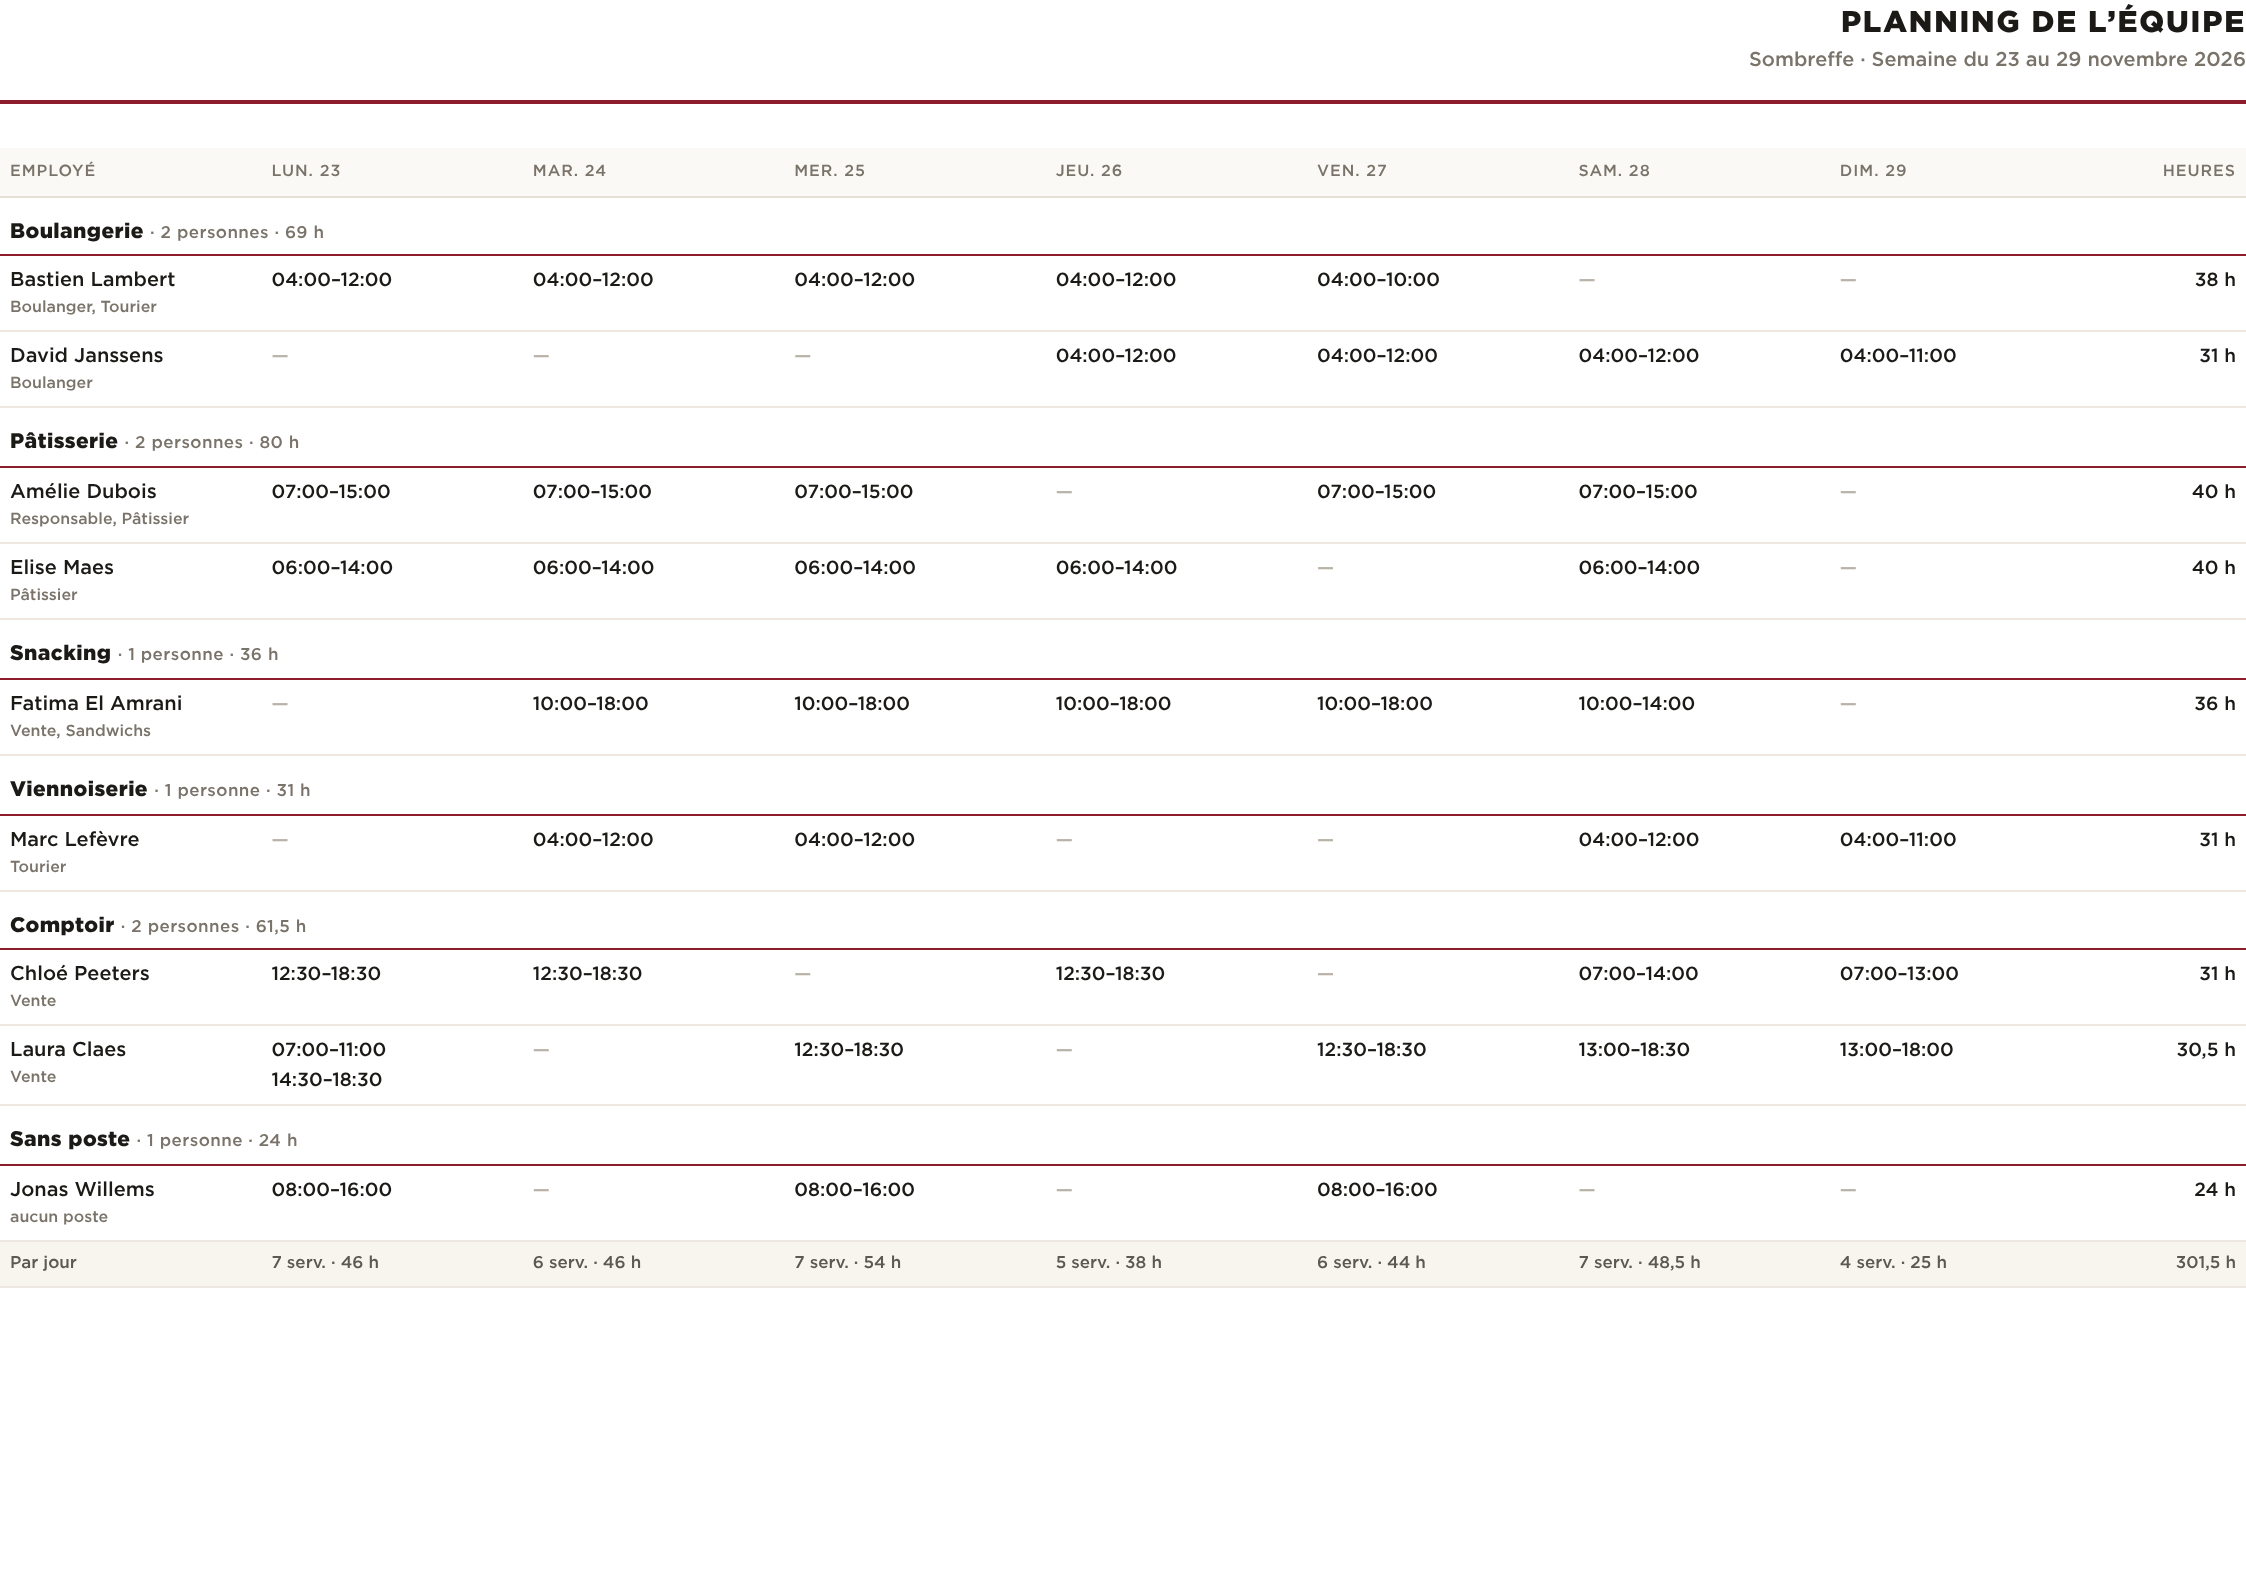 PLANNING DE L’ÉQUIPE
Sombreffe · Semaine du 23 au 29 novembre 2026
EMPLOYÉ LUN. 23 MAR. 24 MER. 25 JEU. 26 VEN. 27 SAM. 28 DIM. 29 HEURES
Boulangerie · 2 personnes · 69 h
Bastien Lambert 04:00–12:00 04:00–12:00 04:00–12:00 04:00–12:00 04:00–10:00 — — 38 h
Boulanger, Tourier
David Janssens — — — 04:00–12:00 04:00–12:00 04:00–12:00 04:00–11:00 31 h
Boulanger
Pâtisserie · 2 personnes · 80 h
Amélie Dubois 07:00–15:00 07:00–15:00 07:00–15:00 — 07:00–15:00 07:00–15:00 — 40 h
Responsable, Pâtissier
Elise Maes 06:00–14:00 06:00–14:00 06:00–14:00 06:00–14:00 — 06:00–14:00 — 40 h
Pâtissier
Snacking · 1 personne · 36 h
Fatima El Amrani — 10:00–18:00 10:00–18:00 10:00–18:00 10:00–18:00 10:00–14:00 — 36 h
Vente, Sandwichs
Viennoiserie · 1 personne · 31 h
Marc Lefèvre — 04:00–12:00 04:00–12:00 — — 04:00–12:00 04:00–11:00 31 h
Tourier
Comptoir · 2 personnes · 61,5 h
Chloé Peeters 12:30–18:30 12:30–18:30 — 12:30–18:30 — 07:00–14:00 07:00–13:00 31 h
Vente
Laura Claes 07:00–11:00 — 12:30–18:30 — 12:30–18:30 13:00–18:30 13:00–18:00 30,5 h
Vente 14:30–18:30
Sans poste · 1 personne · 24 h
Jonas Willems 08:00–16:00 — 08:00–16:00 — 08:00–16:00 — — 24 h
aucun poste
Par jour 7 serv. · 46 h 6 serv. · 46 h 7 serv. · 54 h 5 serv. · 38 h 6 serv. · 44 h 7 serv. · 48,5 h 4 serv. · 25 h 301,5 h